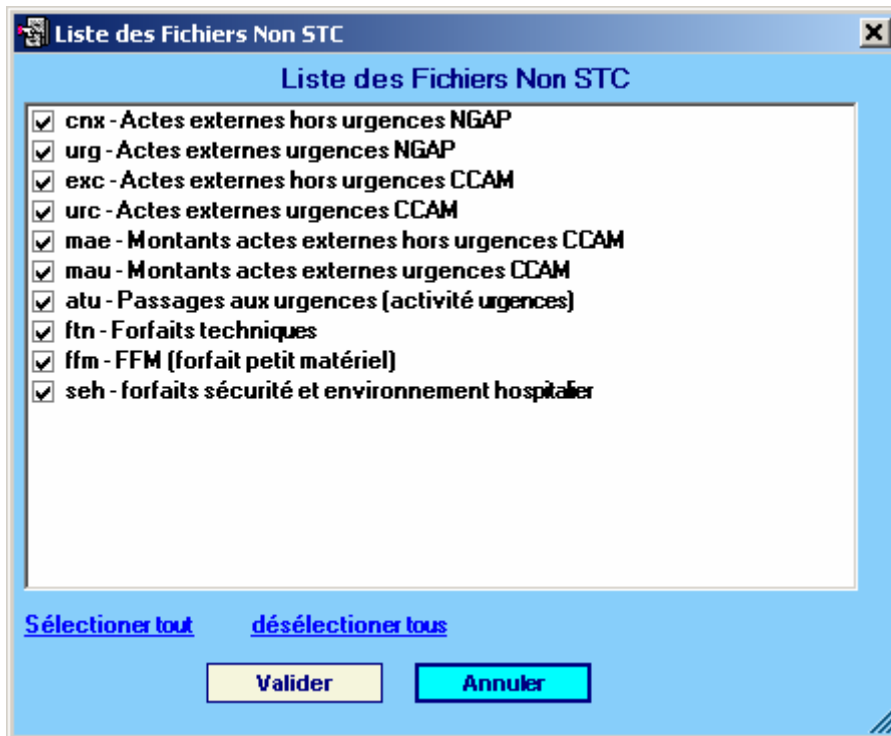 Liste des Fichiers Non STC
Liste des Fichiers Non STC
cnx - Actes externes hors urgences NGAP
urg - Actes externes urgences NGAP
exc - Actes externes hors urgences CCAM
urc - Actes externes urgences CCAM
mae - Montants actes externes hors urgences CCAM
mau - Montants actes externes urgences CCAM
atu - Passages aux urgences (activité urgences)
ftn - Forfaits techniques
ffm - FFM (forfait petit matériel)
seh - forfaits sécurité et environnement hospitalier
Sélectioner tout désélectioner tous
Valider Annuler